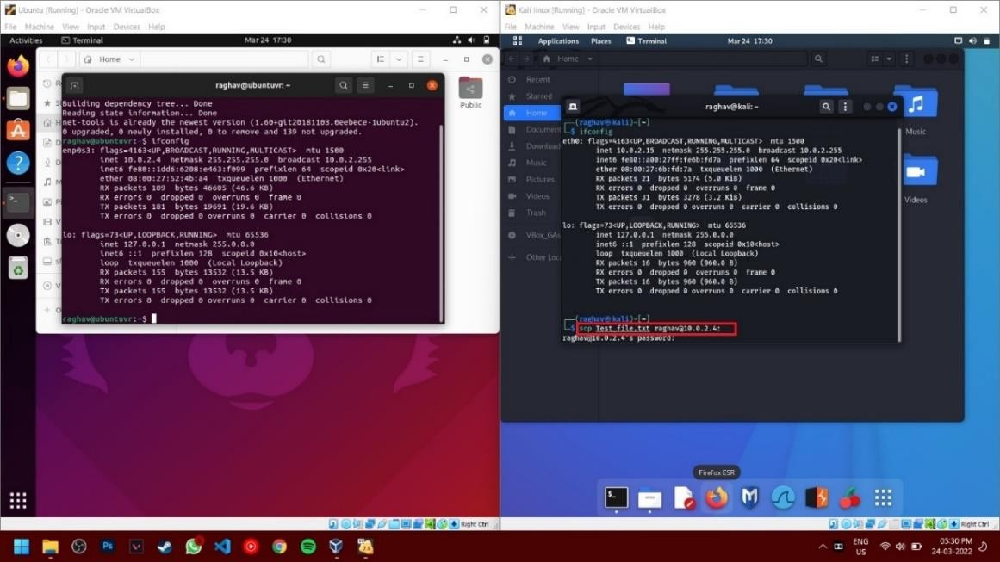 Ubuntu [Running] - Oracle VM VirtualBox
File Machine View Input Devices Help
Activities Terminal Mar 24 17:30
Home
raghav@ubuntuvr: ~
Building dependency tree... Done
Reading state information... Done
net-tools is already the newest version (1.60+git20181103.0eebece-1ubuntu2).
0 upgraded, 0 newly installed, 0 to remove and 139 not upgraded.
raghav@ubuntuvr:~$ ifconfig
enp0s3: flags=4163<UP,BROADCAST,RUNNING,MULTICAST> mtu 1500
inet 10.0.2.4 netmask 255.255.255.0 broadcast 10.0.2.255
inet6 fe80::1dd6:6208:e463:f099 prefixlen 64 scopeid 0x20<link>
ether 08:00:27:52:4b:a4 txqueuelen 1000 (Ethernet)
RX packets 109 bytes 46605 (46.6 KB)
RX errors 0 dropped 0 overruns 0 frame 0
TX packets 181 bytes 19691 (19.6 KB)
TX errors 0 dropped 0 overruns 0 carrier 0 collisions 0
lo: flags=73<UP,LOOPBACK,RUNNING> mtu 65536
inet 127.0.0.1 netmask 255.0.0.0
inet6 ::1 prefixlen 128 scopeid 0x10<host>
loop txqueuelen 1000 (Local Loopback)
RX packets 155 bytes 13532 (13.5 KB)
RX errors 0 dropped 0 overruns 0 frame 0
TX packets 155 bytes 13532 (13.5 KB)
TX errors 0 dropped 0 overruns 0 carrier 0 collisions 0
raghav@ubuntuvr:~$
Public
Right Ctrl
Kali linux [Running] - Oracle VM VirtualBox
File Machine View Input Devices Help
Applications Places Terminal Mar 24 17:30
Home
Recent
Starred
Home
Document
Download
Music
Pictures
Videos
Trash
VBox_GAs
Other Loc
Music
Videos
raghav@kali: ~
(raghav㉿kali)-[~]
$ ifconfig
eth0: flags=4163<UP,BROADCAST,RUNNING,MULTICAST> mtu 1500
inet 10.0.2.15 netmask 255.255.255.0 broadcast 10.0.2.255
inet6 fe80::a00:27ff:fe6b:fd7a prefixlen 64 scopeid 0x20<link>
ether 08:00:27:6b:fd:7a txqueuelen 1000 (Ethernet)
RX packets 21 bytes 5174 (5.0 KiB)
RX errors 0 dropped 0 overruns 0 frame 0
TX packets 31 bytes 3278 (3.2 KiB)
TX errors 0 dropped 0 overruns 0 carrier 0 collisions 0
lo: flags=73<UP,LOOPBACK,RUNNING> mtu 65536
inet 127.0.0.1 netmask 255.0.0.0
inet6 ::1 prefixlen 128 scopeid 0x10<host>
loop txqueuelen 1000 (Local Loopback)
RX packets 16 bytes 960 (960.0 B)
RX errors 0 dropped 0 overruns 0 frame 0
TX packets 16 bytes 960 (960.0 B)
TX errors 0 dropped 0 overruns 0 carrier 0 collisions 0
(raghav㉿kali)-[~]
$ scp Test_file.txt raghav@10.0.2.4:
raghav@10.0.2.4's password:
Firefox ESR
Right Ctrl
ENG
US
05:30 PM
24-03-2022